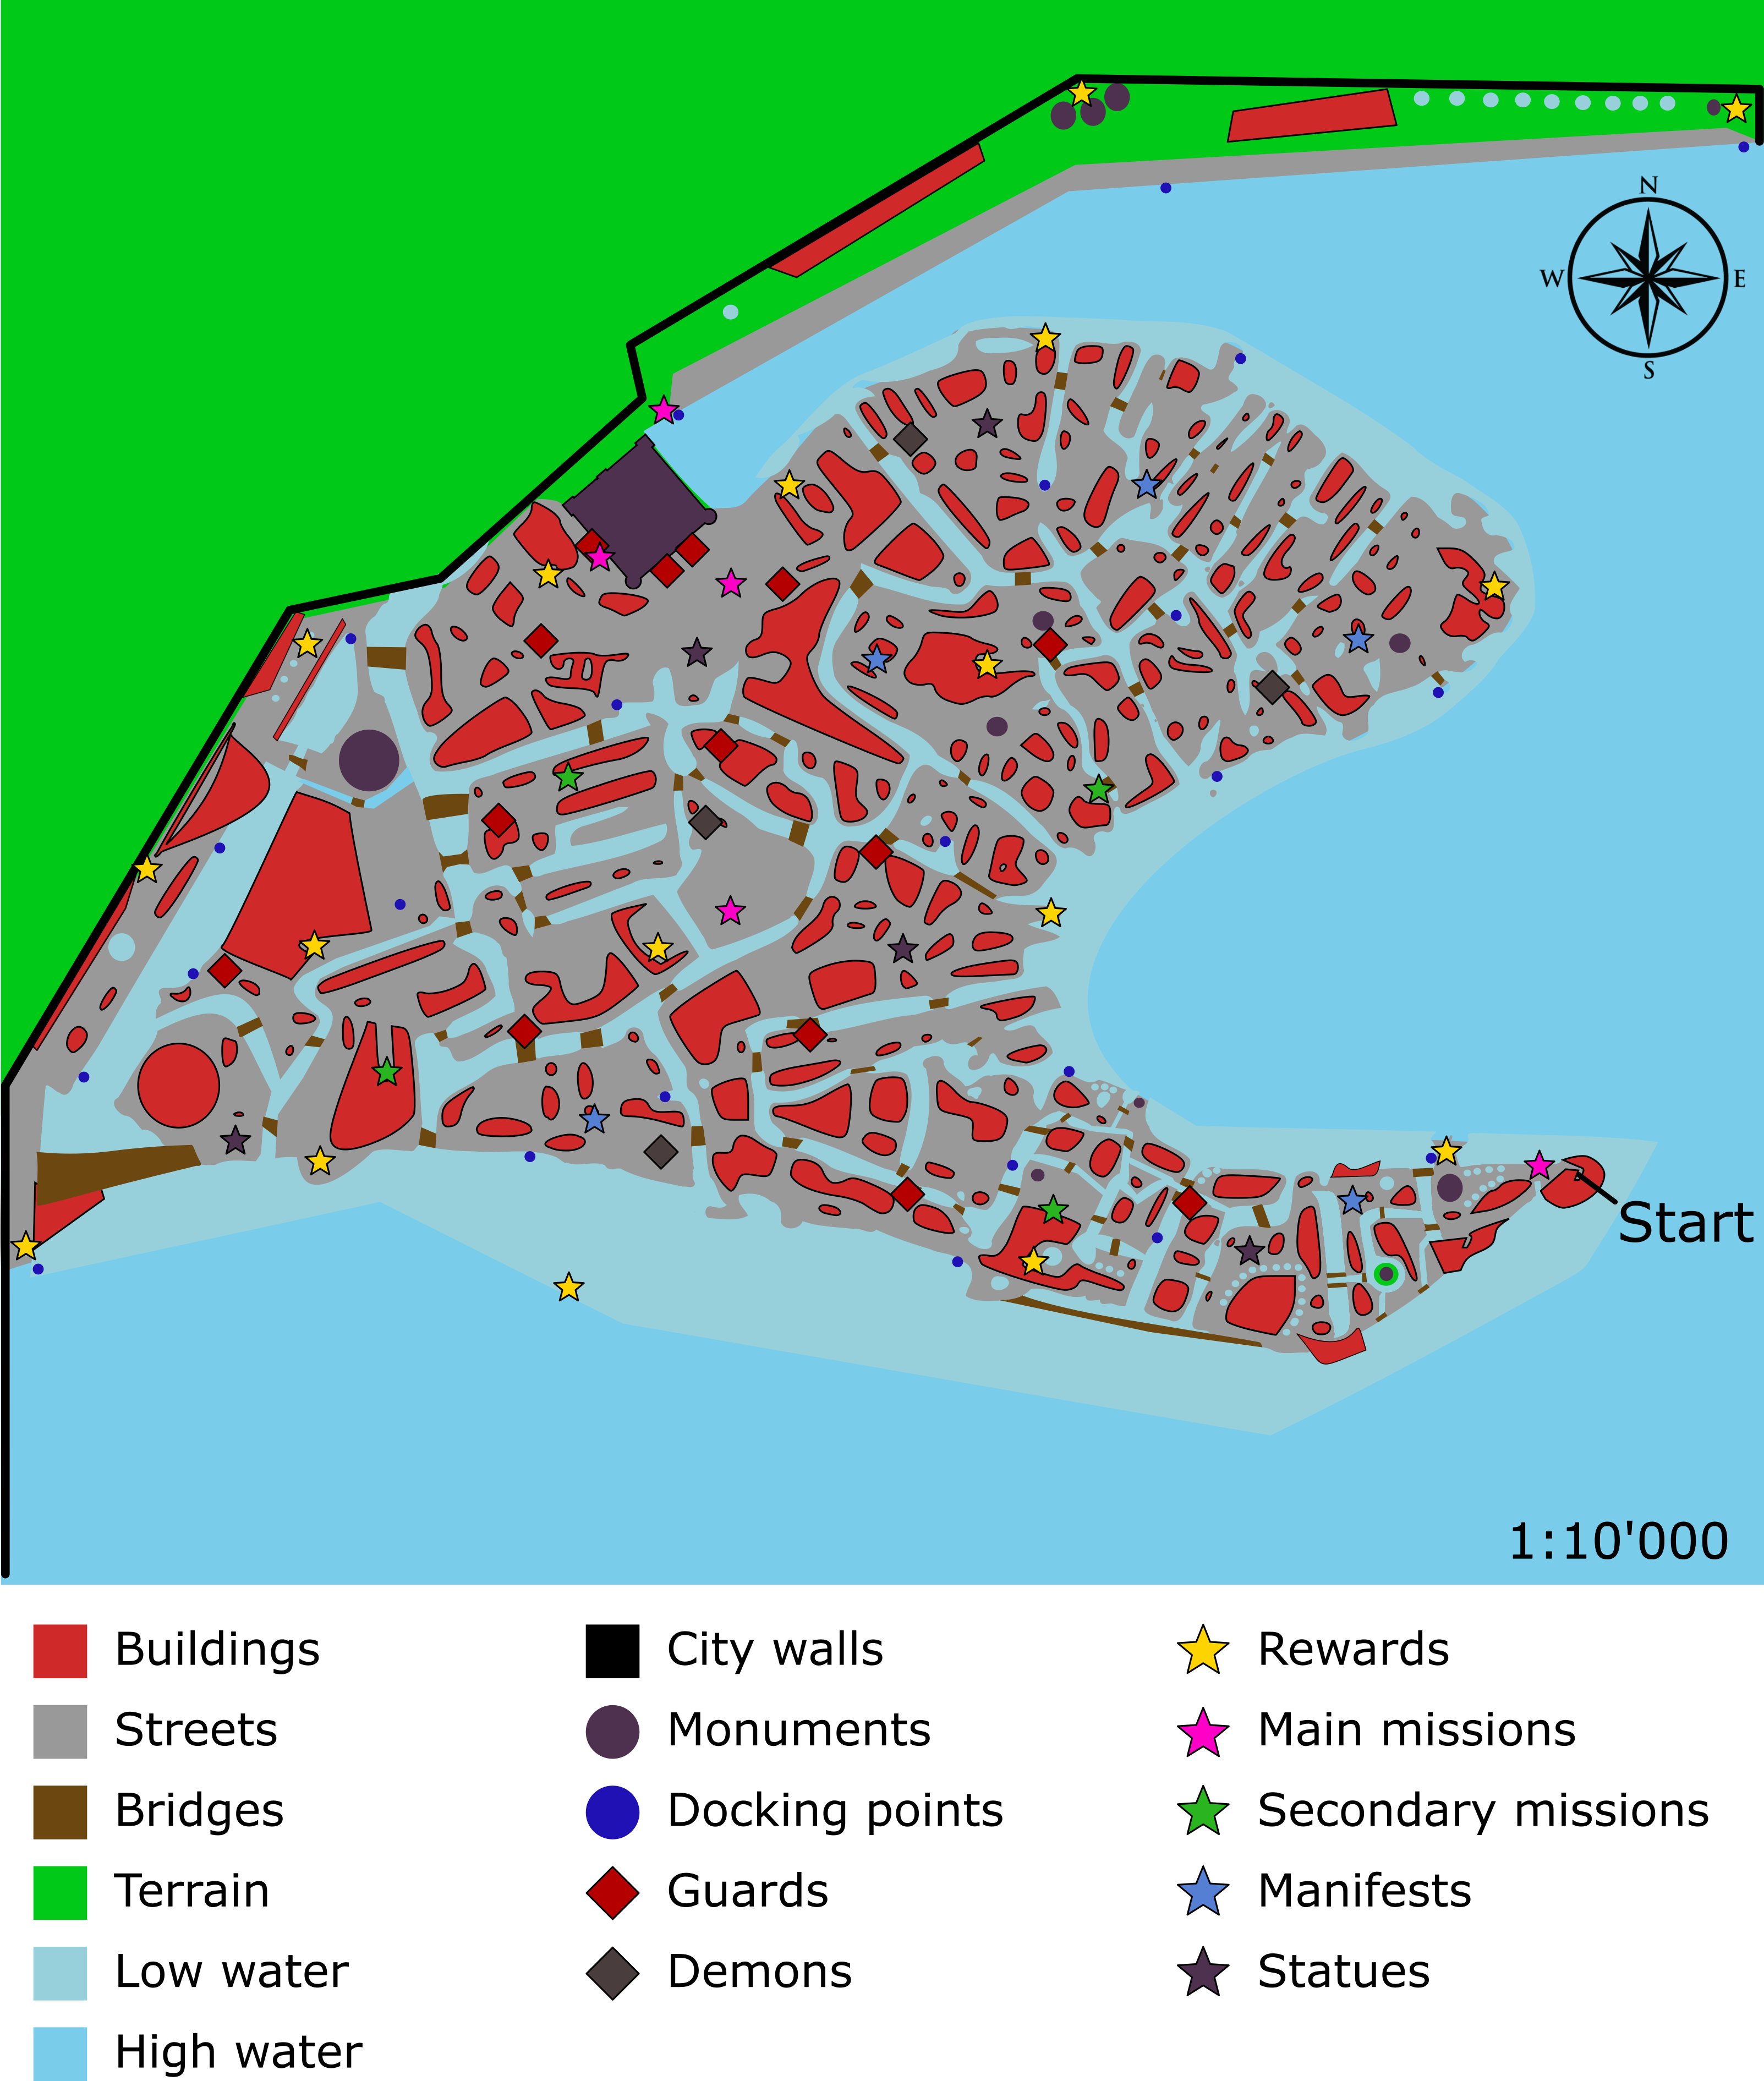 N
W E
S
Start
1:10'000
Buildings City walls Rewards
Streets Monuments Main missions
Bridges Docking points Secondary missions
Terrain Guards Manifests
Low water Demons Statues
High water